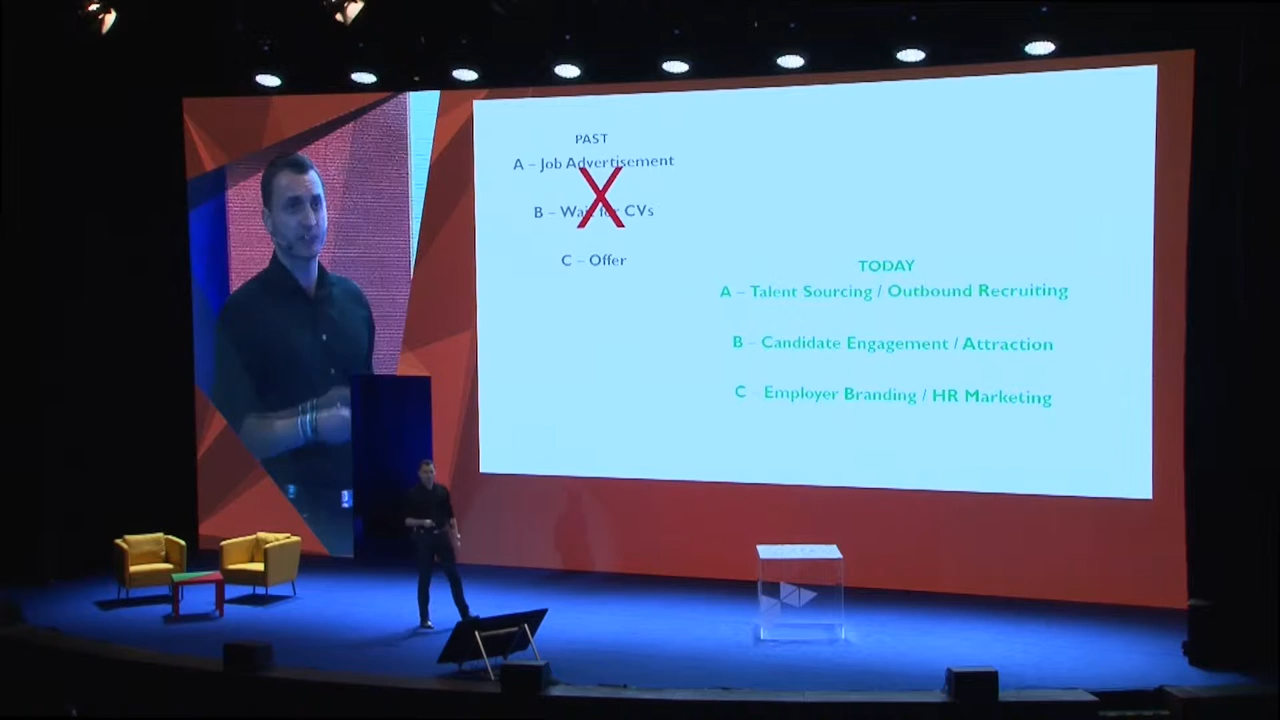 PAST
A – Job Advertisement
X
B – Wait for CVs
C – Offer
TODAY
A – Talent Sourcing / Outbound Recruiting
B – Candidate Engagement / Attraction
C – Employer Branding / HR Marketing